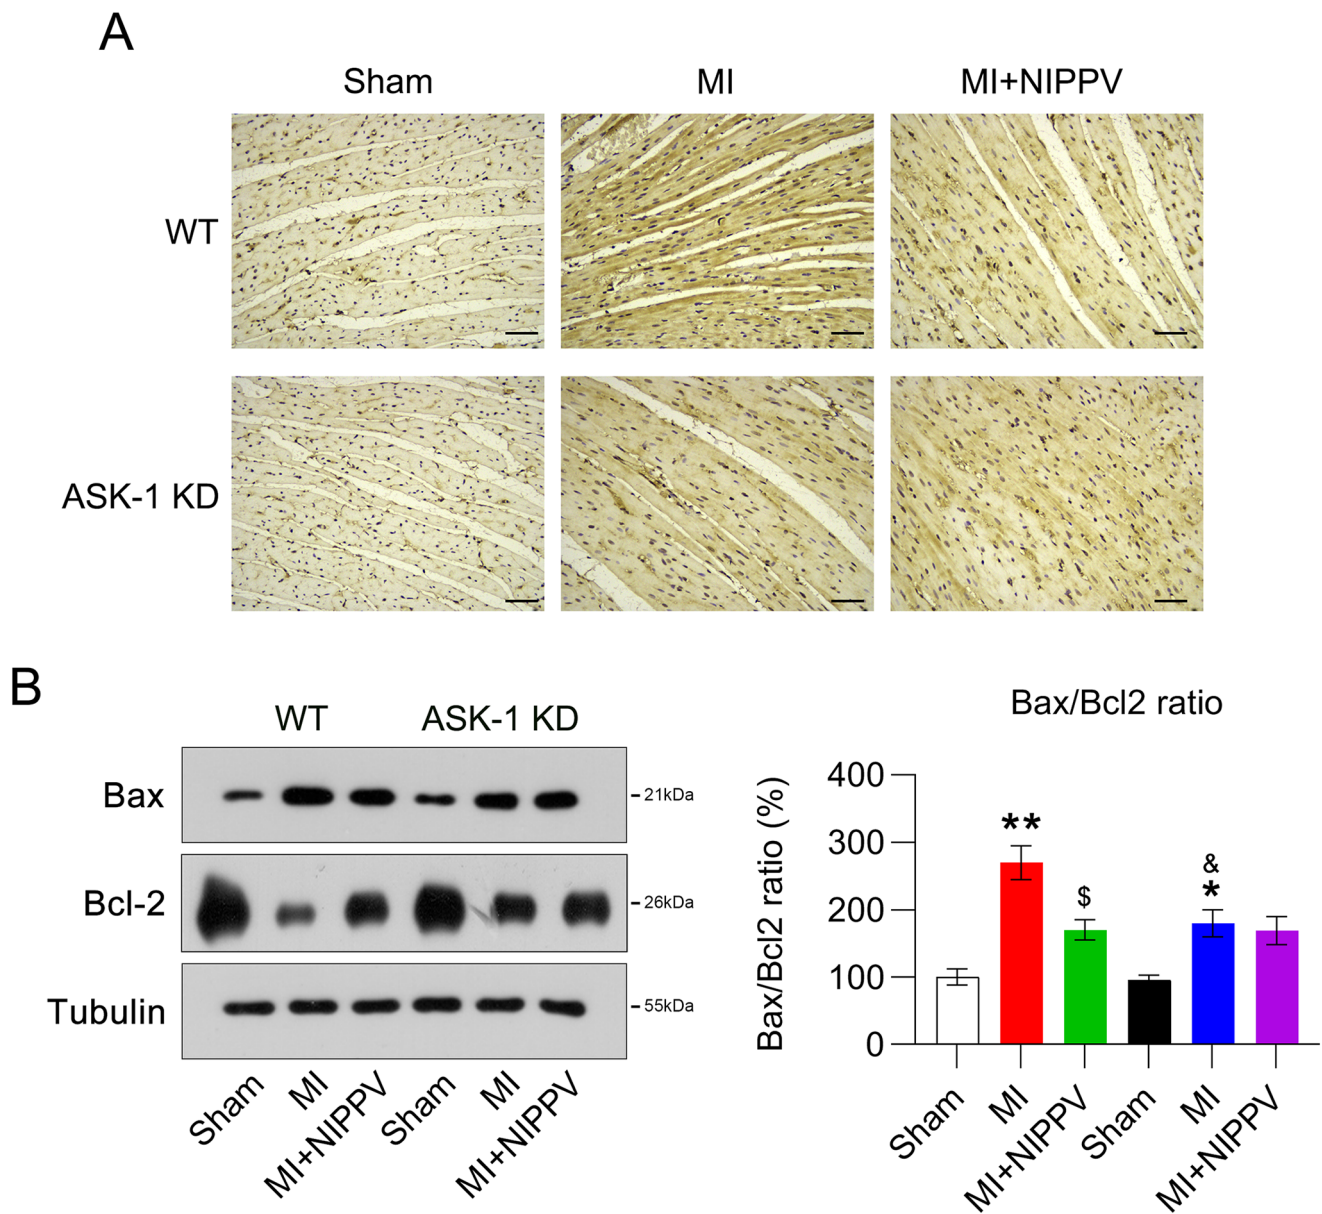 A
Sham MI MI+NIPPV
WT
ASK-1 KD
B
WT ASK-1 KD
Bax 21kDa
Bcl-2 26kDa
Tubulin 55kDa
Sham MI MI+NIPPV Sham MI MI+NIPPV
Bax/Bcl2 ratio
Bax/Bcl2 ratio (%)
400
300
200
100
0
**
$
&
*
Sham MI MI+NIPPV Sham MI MI+NIPPV